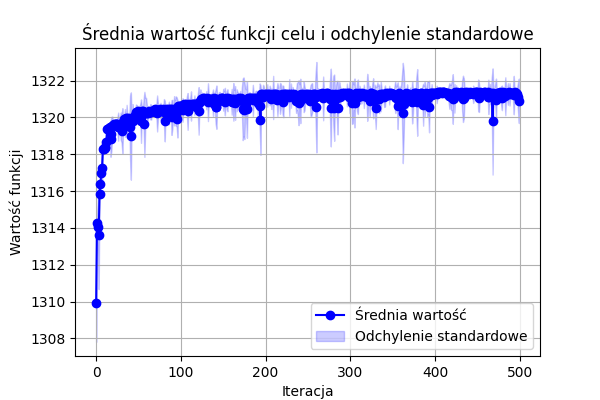 Średnia wartość funkcji celu i odchylenie standardowe
Wartość funkcji
1322
1320
1318
1316
1314
1312
1310
1308
Średnia wartość
Odchylenie standardowe
0 100 200 300 400 500
Iteracja